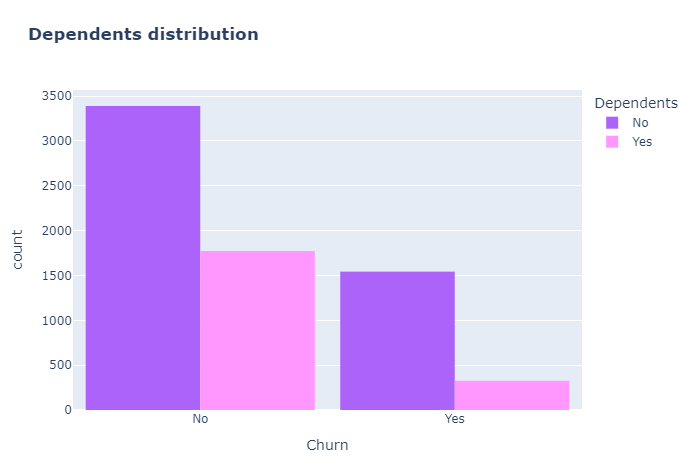 Dependents distribution
3500
3000
2500
2000
1500
1000
500
0
count
No
Yes
Churn
Dependents
No
Yes